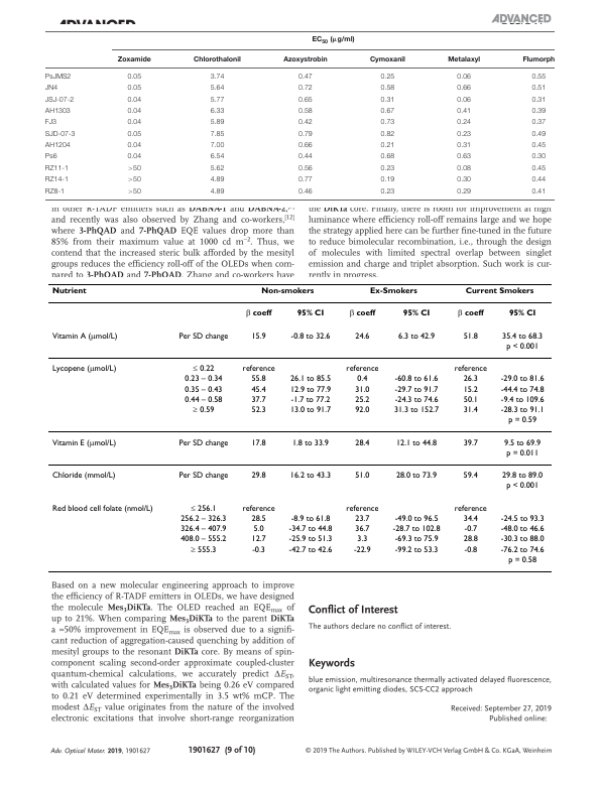 ADVANCED
EC50 (µg/ml)
Zoxamide Chlorothalonil Azoxystrobin Cymoxanil Metalaxyl Flumorph
PsJMS2 0.05 3.74 0.47 0.25 0.06 0.55
JN4 0.05 5.64 0.72 0.58 0.66 0.51
JSJ-07-2 0.04 5.77 0.65 0.31 0.06 0.31
AH1303 0.04 6.33 0.58 0.67 0.41 0.39
FJ3 0.04 5.89 0.42 0.73 0.24 0.37
SJD-07-3 0.05 7.85 0.79 0.82 0.23 0.49
AH1204 0.04 7.00 0.66 0.21 0.31 0.45
Ps6 0.04 6.54 0.44 0.68 0.63 0.30
RZ11-1 >50 5.62 0.56 0.23 0.08 0.45
RZ14-1 >50 4.89 0.77 0.19 0.30 0.44
RZ8-1 >50 4.89 0.46 0.23 0.29 0.41
in other R-TADF emitters such as DABNA-1 and DABNA-2,
and recently was also observed by Zhang and co-workers,[12]
where 3-PhQAD and 7-PhQAD EQE values drop more than
85% from their maximum value at 1000 cd m−2. Thus, we
contend that the increased steric bulk afforded by the mesityl
groups reduces the efficiency roll-off of the OLEDs when com-
pared to 3-PhQAD and 7-PhQAD. Zhang and co-workers have
the DiKTa core. Finally, there is room for improvement at high
luminance where efficiency roll-off remains large and we hope
the strategy applied here can be further fine-tuned in the future
to reduce bimolecular recombination, i.e., through the design
of molecules with limited spectral overlap between singlet
emission and charge and triplet absorption. Such work is cur-
rently in progress.
Nutrient Non-smokers Ex-Smokers Current Smokers
β coeff 95% CI β coeff 95% CI β coeff 95% CI
Vitamin A (µmol/L) Per SD change 15.9 -0.8 to 32.6 24.6 6.3 to 42.9 51.8 35.4 to 68.3
p < 0.001
Lycopene (µmol/L) ≤ 0.22 reference reference reference
0.23 – 0.34 55.8 26.1 to 85.5 0.4 -60.8 to 61.6 26.3 -29.0 to 81.6
0.35 – 0.43 45.4 12.9 to 77.9 31.0 -29.7 to 91.7 15.2 -44.4 to 74.8
0.44 – 0.58 37.7 -1.7 to 77.2 25.2 -24.3 to 74.6 50.1 -9.4 to 109.6
≥ 0.59 52.3 13.0 to 91.7 92.0 31.3 to 152.7 31.4 -28.3 to 91.1
p = 0.59
Vitamin E (µmol/L) Per SD change 17.8 1.8 to 33.9 28.4 12.1 to 44.8 39.7 9.5 to 69.9
p = 0.011
Chloride (mmol/L) Per SD change 29.8 16.2 to 43.3 51.0 28.0 to 73.9 59.4 29.8 to 89.0
p < 0.001
Red blood cell folate (nmol/L) ≤ 256.1 reference reference reference
256.2 – 326.3 28.5 -8.9 to 61.8 23.7 -49.0 to 96.5 34.4 -24.5 to 93.3
326.4 – 407.9 5.0 -34.7 to 44.8 36.7 -28.7 to 102.8 -0.7 -48.0 to 46.6
408.0 – 555.2 12.7 -25.9 to 51.3 3.3 -69.3 to 75.9 28.8 -30.3 to 88.0
≥ 555.3 -0.3 -42.7 to 42.6 -22.9 -99.2 to 53.3 -0.8 -76.2 to 74.6
p = 0.58
Based on a new molecular engineering approach to improve
the efficiency of R-TADF emitters in OLEDs, we have designed
the molecule Mes3DiKTa. The OLED reached an EQEmax of
up to 21%. When comparing Mes3DiKTa to the parent DiKTa
a ≈50% improvement in EQEmax is observed due to a signifi-
cant reduction of aggregation-caused quenching by addition of
mesityl groups to the resonant DiKTa core. By means of spin-
component scaling second-order approximate coupled-cluster
quantum-chemical calculations, we accurately predict ΔEST,
with calculated values for Mes3DiKTa being 0.26 eV compared
to 0.21 eV determined experimentally in 3.5 wt% mCP. The
modest ΔEST value originates from the nature of the involved
electronic excitations that involve short-range reorganization
Conflict of Interest
The authors declare no conflict of interest.
Keywords
blue emission, multiresonance thermally activated delayed fluorescence,
organic light emitting diodes, SCS-CC2 approach
Received: September 27, 2019
Published online:
Adv. Optical Mater. 2019, 1901627 1901627 (9 of 10) © 2019 The Authors. Published by WILEY-VCH Verlag GmbH & Co. KGaA, Weinheim